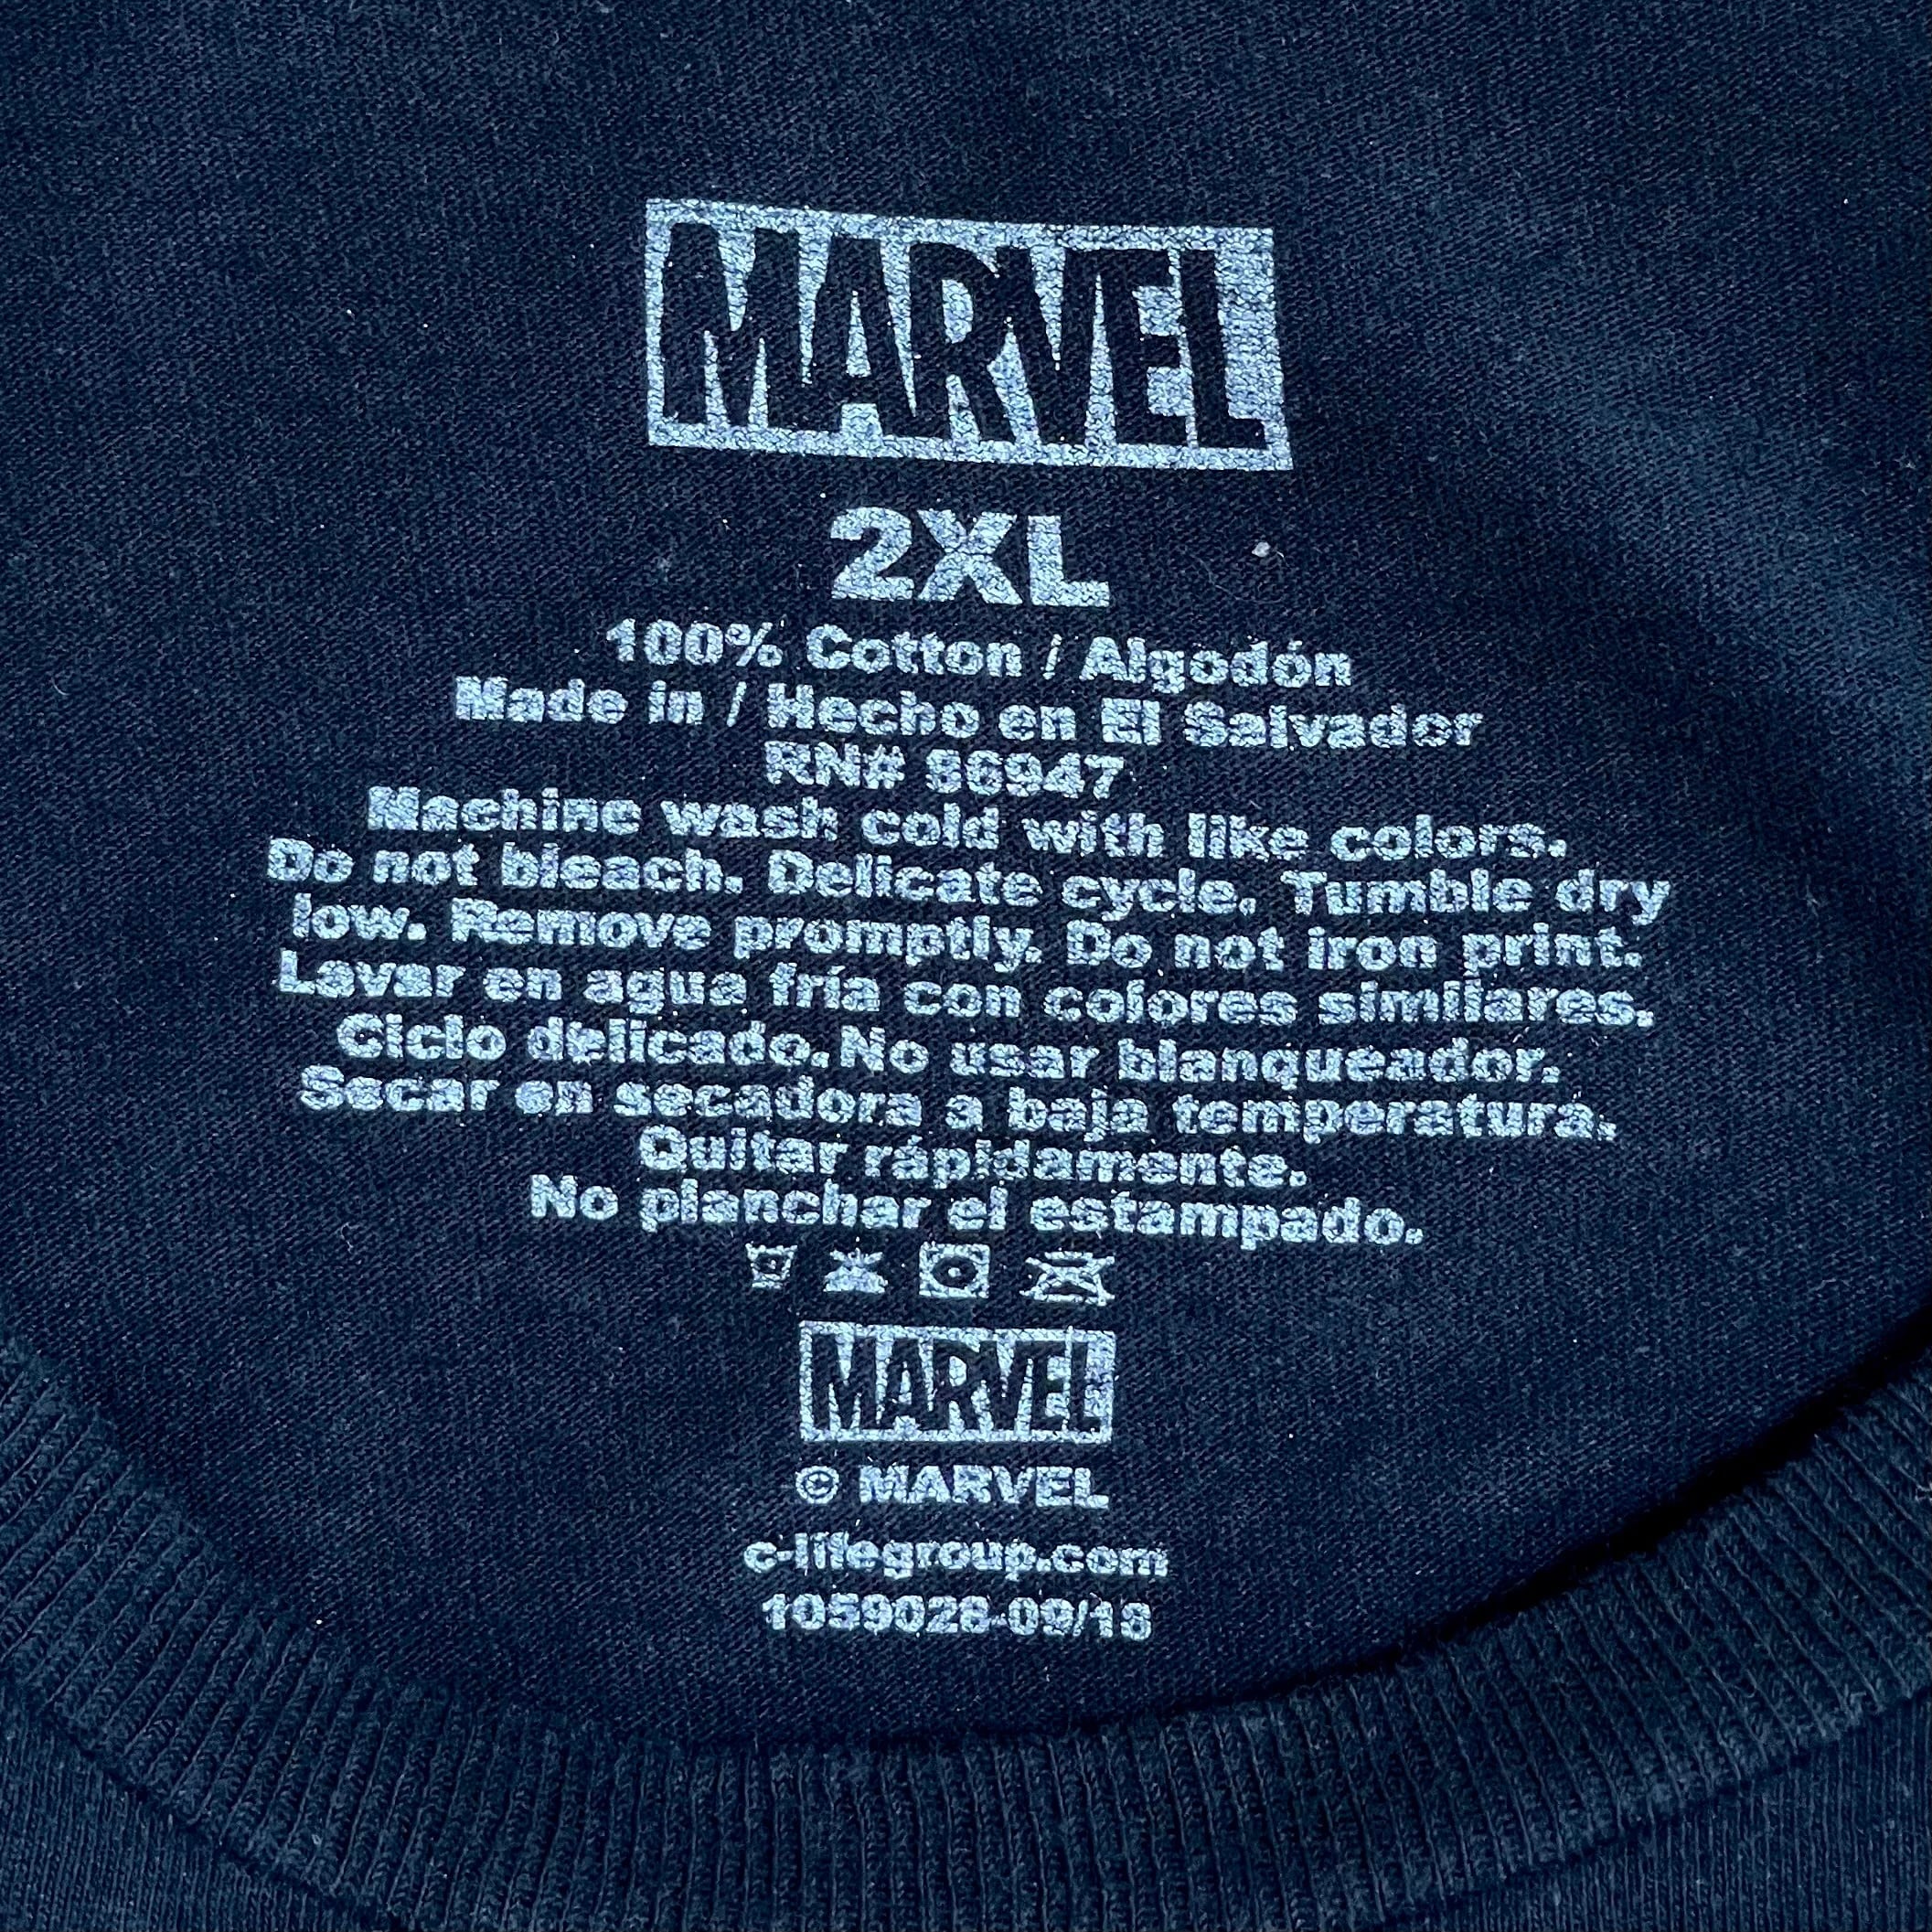 MARVEL
2XL
100% Cotton / Algodón
Made in / Hecho en El Salvador
RN# 86947
Machine wash cold with like colors.
Do not bleach. Delicate cycle. Tumble dry
low. Remove promptly. Do not iron print.
Lavar en agua fría con colores similares.
Ciclo delicado. No usar blanqueador.
Secar en secadora a baja temperatura.
Quitar rápidamente.
No planchar el estampado.
MARVEL
© MARVEL
c-lifegroup.com
1059028-09/18